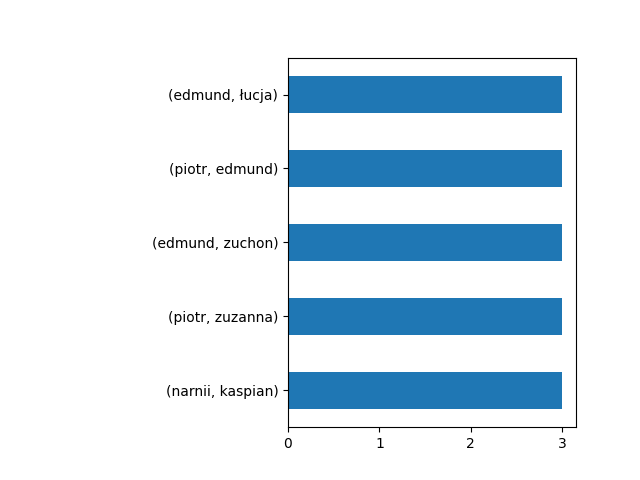 (edmund, łucja)
(piotr, edmund)
(edmund, zuchon)
(piotr, zuzanna)
(narnii, kaspian)
0 1 2 3